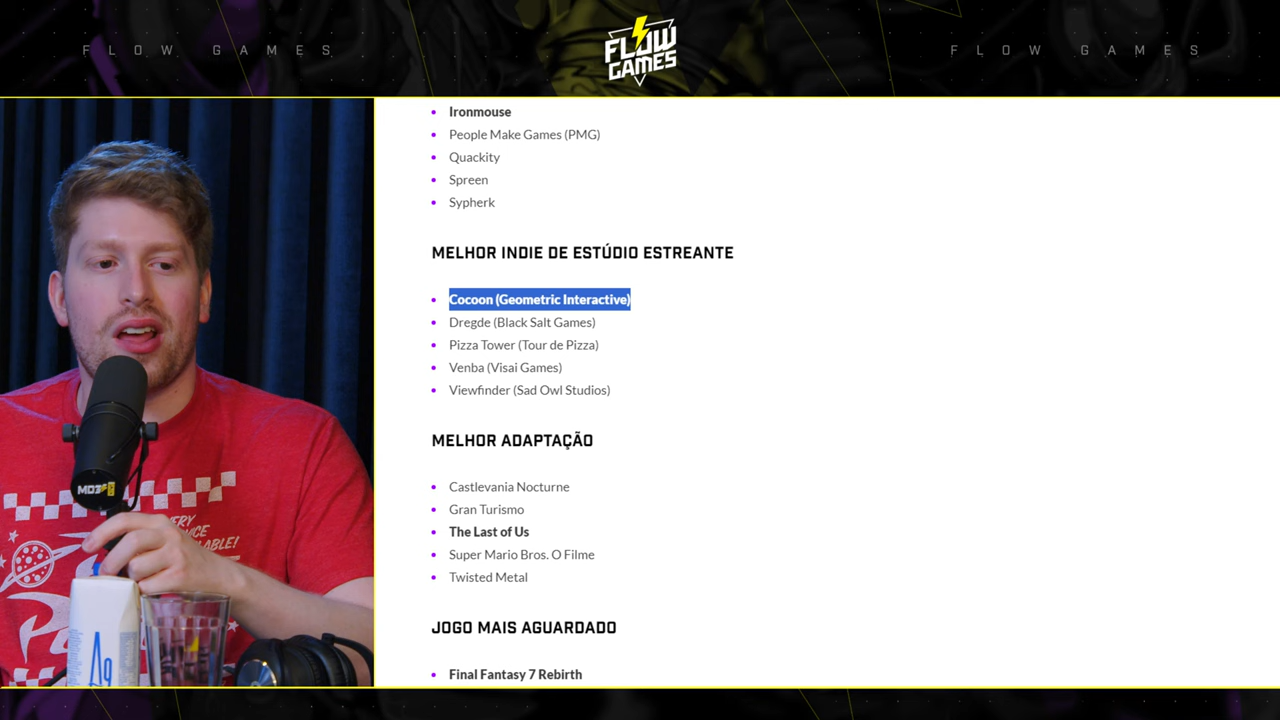 FLOW GAMES
FLOW
GAMES
FLOW GAMES
Ironmouse
People Make Games (PMG)
Quackity
Spreen
Sypherk
MELHOR INDIE DE ESTÚDIO ESTREANTE
Cocoon (Geometric Interactive)
Dregde (Black Salt Games)
Pizza Tower (Tour de Pizza)
Venba (Visai Games)
Viewfinder (Sad Owl Studios)
MELHOR ADAPTAÇÃO
Castlevania Nocturne
Gran Turismo
The Last of Us
Super Mario Bros. O Filme
Twisted Metal
JOGO MAIS AGUARDADO
Final Fantasy 7 Rebirth